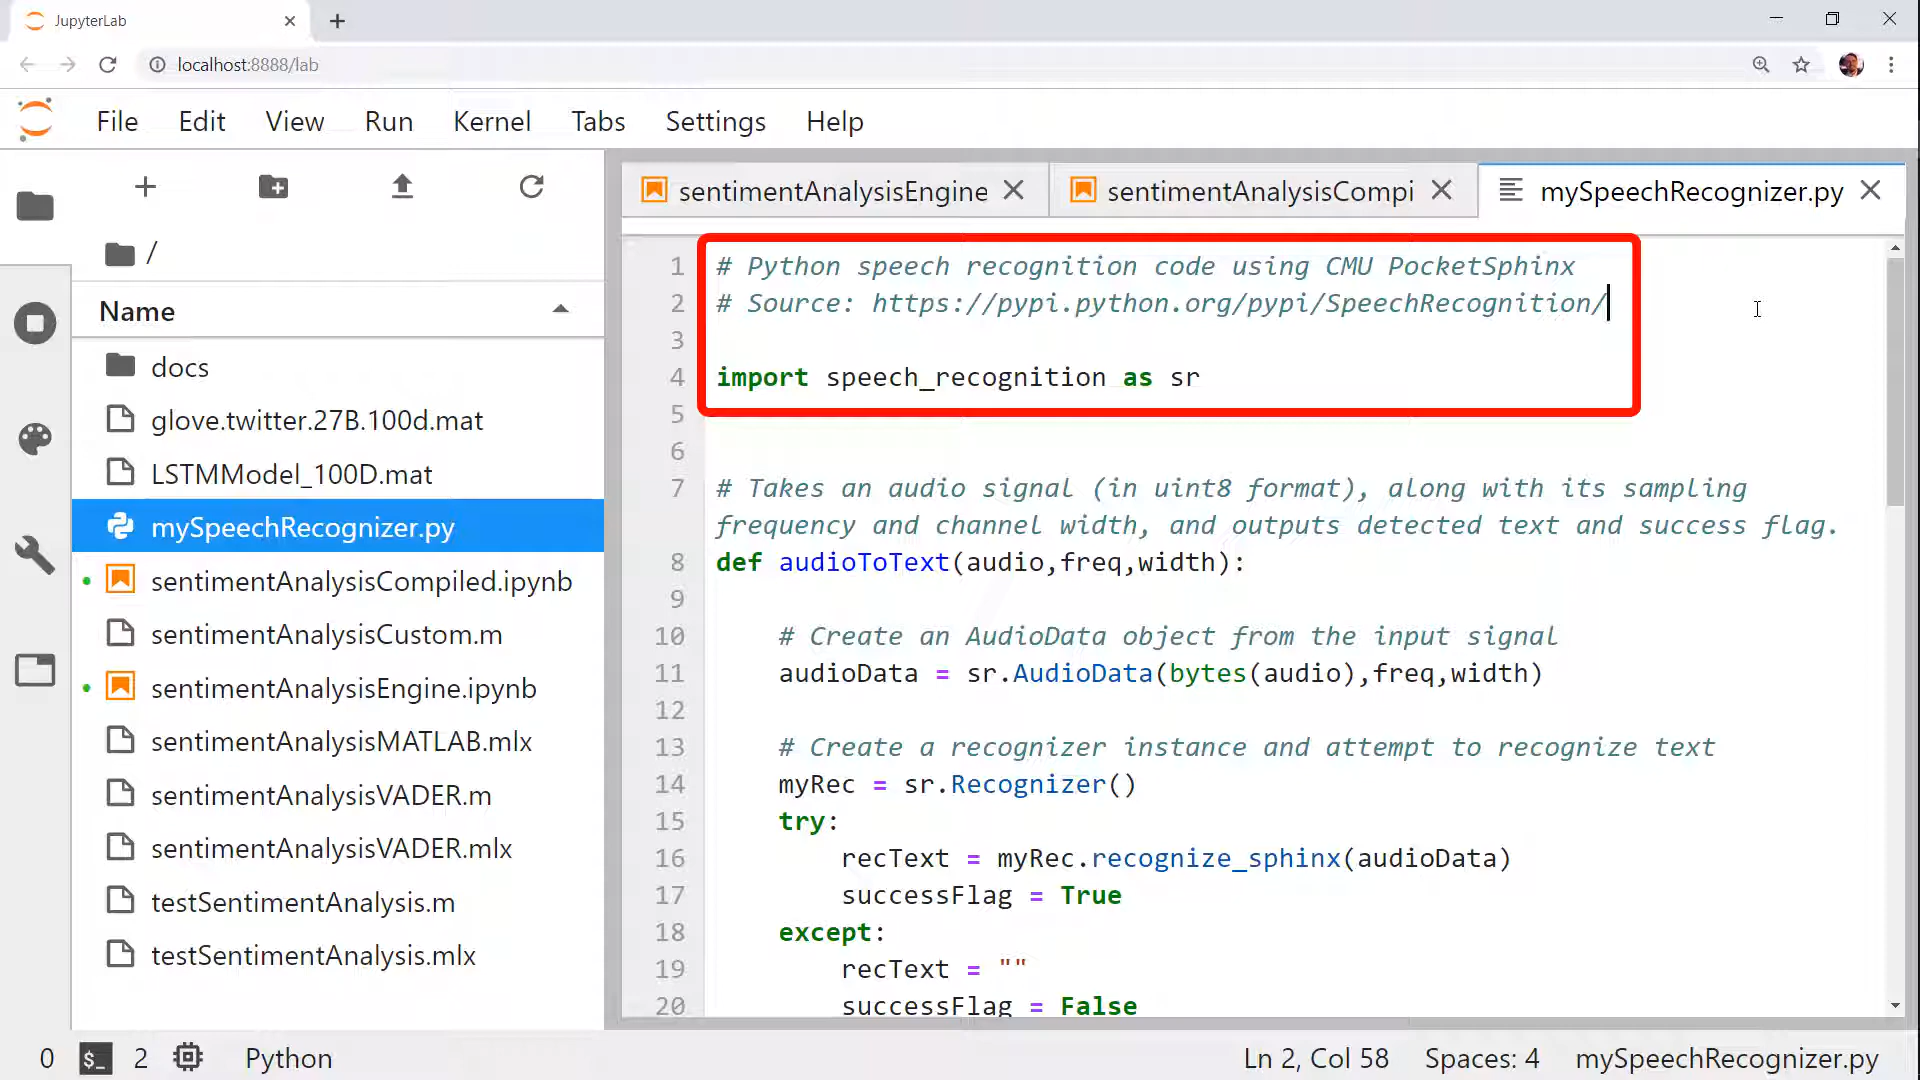 JupyterLab
localhost:8888/lab
File Edit View Run Kernel Tabs Settings Help
/
Name
docs
glove.twitter.27B.100d.mat
LSTMModel_100D.mat
mySpeechRecognizer.py
sentimentAnalysisCompiled.ipynb
sentimentAnalysisCustom.m
sentimentAnalysisEngine.ipynb
sentimentAnalysisMATLAB.mlx
sentimentAnalysisVADER.m
sentimentAnalysisVADER.mlx
testSentimentAnalysis.m
testSentimentAnalysis.mlx
sentimentAnalysisEngine sentimentAnalysisCompi mySpeechRecognizer.py
1 # Python speech recognition code using CMU PocketSphinx
2 # Source: https://pypi.python.org/pypi/SpeechRecognition/
3
4 import speech_recognition as sr
5
6
7 # Takes an audio signal (in uint8 format), along with its sampling
frequency and channel width, and outputs detected text and success flag.
8 def audioToText(audio,freq,width):
9
10 # Create an AudioData object from the input signal
11 audioData = sr.AudioData(bytes(audio),freq,width)
12
13 # Create a recognizer instance and attempt to recognize text
14 myRec = sr.Recognizer()
15 try:
16 recText = myRec.recognize_sphinx(audioData)
17 successFlag = True
18 except:
19 recText = ""
20 successFlag = False
0 $_ 2 Python Ln 2, Col 58 Spaces: 4 mySpeechRecognizer.py